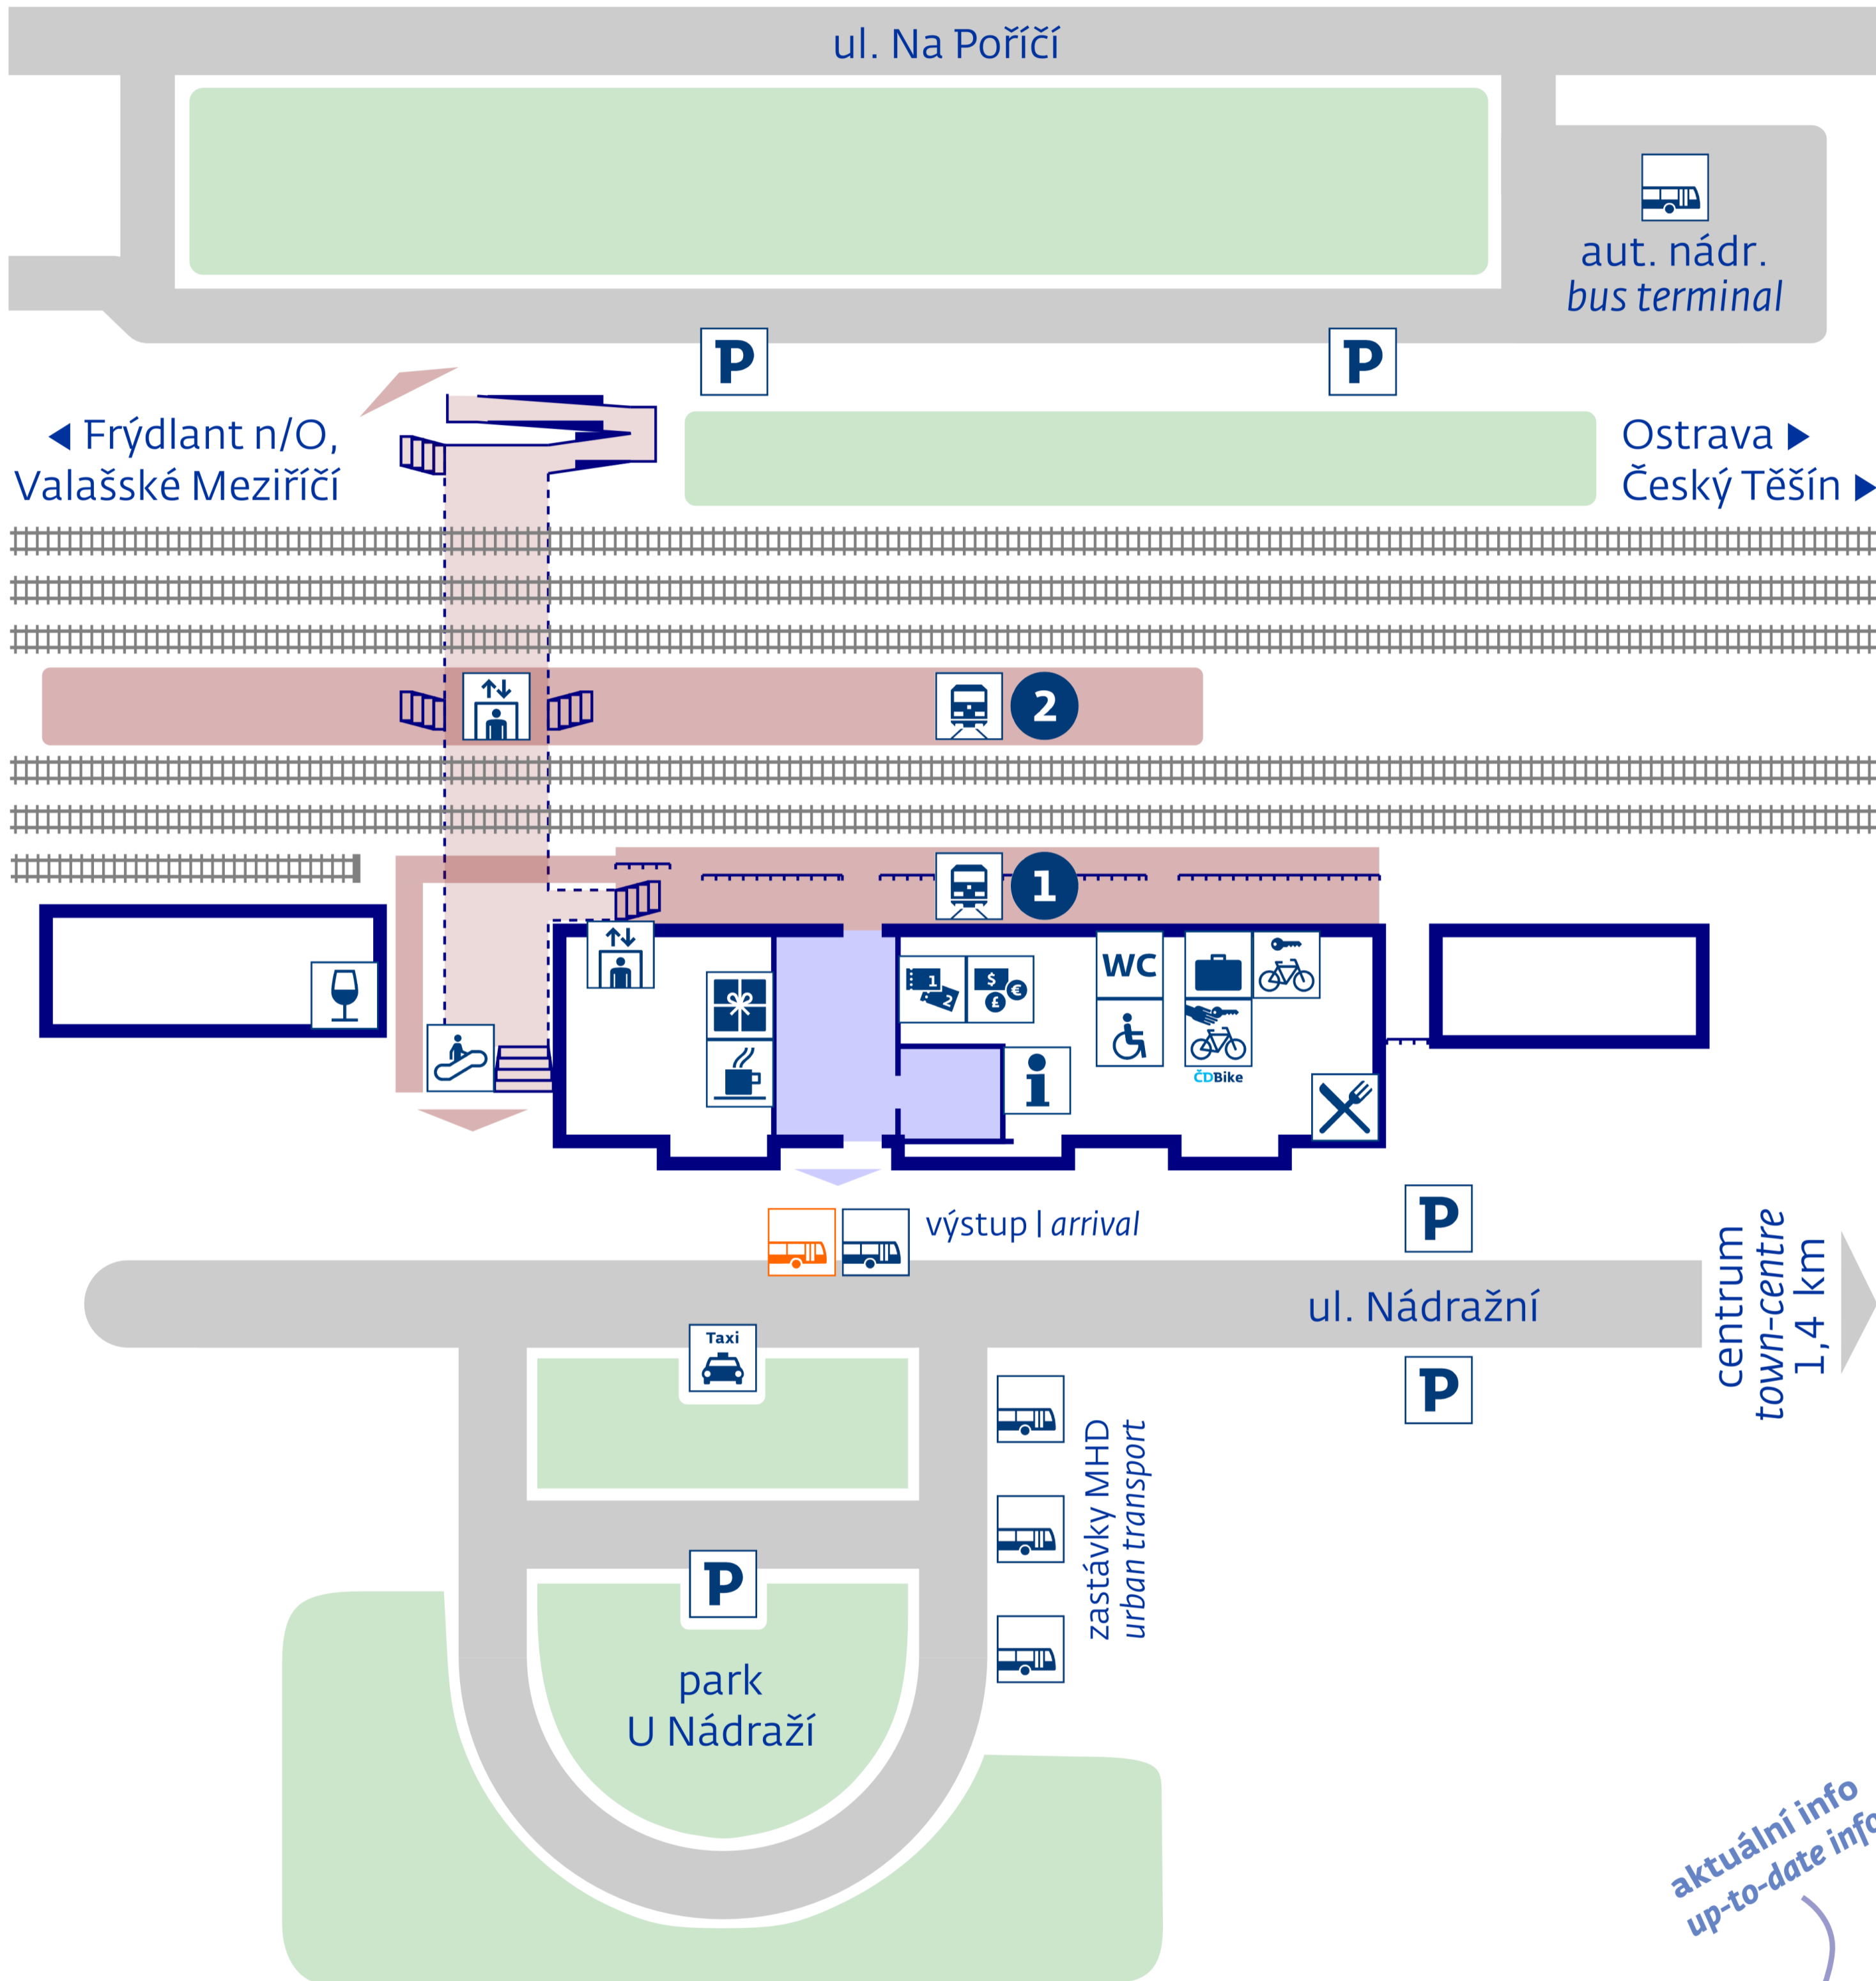 ul. Na Poříčí
aut. nádr.
bus terminal
P
P
Frýdlant n/O,
Valašské Meziříčí
Ostrava
Český Těšín
2
1
1
2
$
€
£
WC
i
ČDBike
výstup | arrival
P
ul. Nádražní
centrum
town-centre
1,4 km
Taxi
P
zastávky MHD
urban transport
P
park
U Nádraží
aktuální info
up-to-date info